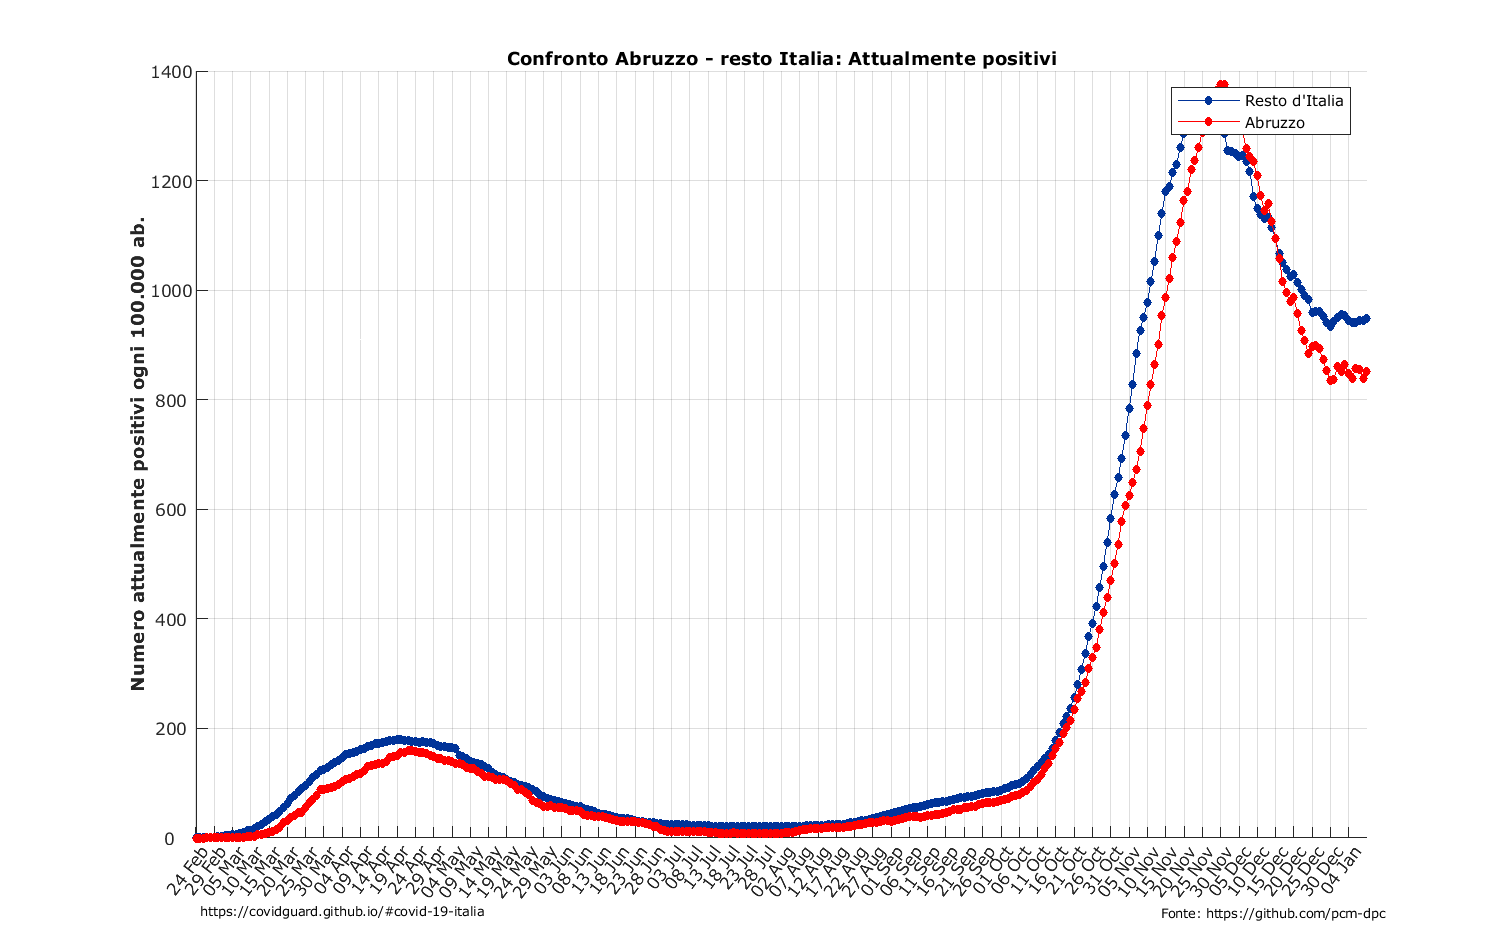 Confronto Abruzzo - resto Italia: Attualmente positivi
Numero attualmente positivi ogni 100.000 ab.
1400
1200
1000
800
600
400
200
0
Resto d'Italia
Abruzzo
24 Feb
29 Feb
05 Mar
10 Mar
15 Mar
20 Mar
25 Mar
30 Mar
04 Apr
09 Apr
14 Apr
19 Apr
24 Apr
29 Apr
04 May
09 May
14 May
19 May
24 May
29 May
03 Jun
08 Jun
13 Jun
18 Jun
23 Jun
28 Jun
03 Jul
08 Jul
13 Jul
18 Jul
23 Jul
28 Jul
02 Aug
07 Aug
12 Aug
17 Aug
22 Aug
27 Aug
01 Sep
06 Sep
11 Sep
16 Sep
21 Sep
26 Sep
01 Oct
06 Oct
11 Oct
16 Oct
21 Oct
26 Oct
31 Oct
05 Nov
10 Nov
15 Nov
20 Nov
25 Nov
30 Nov
05 Dec
10 Dec
15 Dec
20 Dec
25 Dec
30 Dec
04 Jan
https://covidguard.github.io/#covid-19-italia
Fonte: https://github.com/pcm-dpc